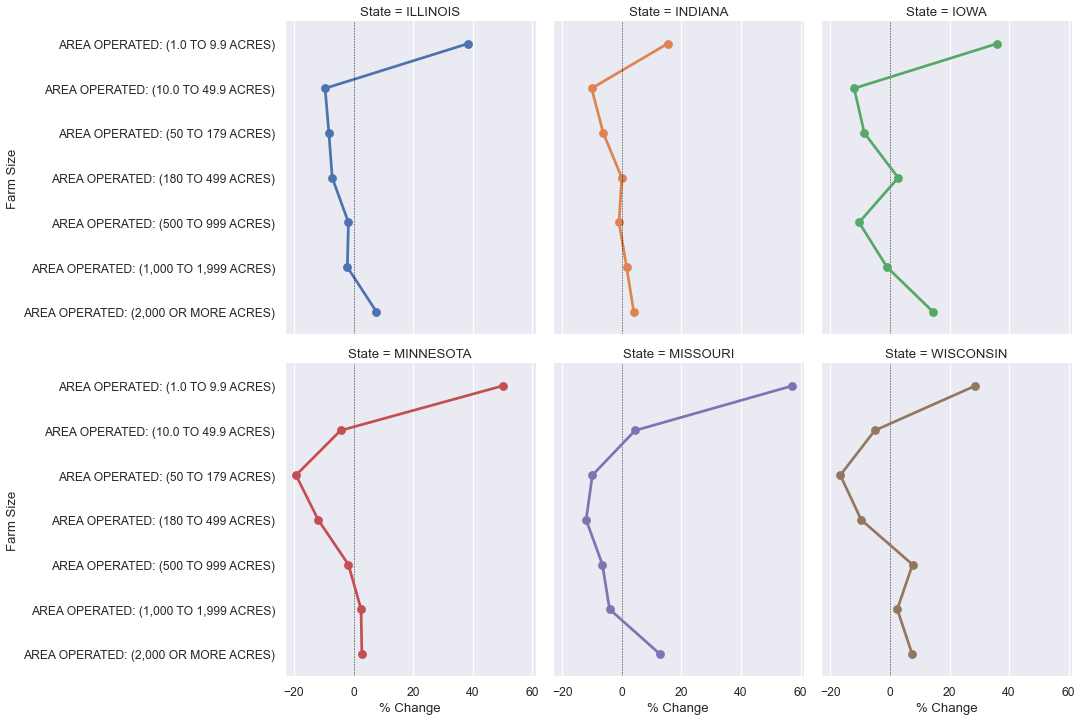 State = ILLINOIS
State = INDIANA
State = IOWA
Farm Size
AREA OPERATED: (1.0 TO 9.9 ACRES)
AREA OPERATED: (10.0 TO 49.9 ACRES)
AREA OPERATED: (50 TO 179 ACRES)
AREA OPERATED: (180 TO 499 ACRES)
AREA OPERATED: (500 TO 999 ACRES)
AREA OPERATED: (1,000 TO 1,999 ACRES)
AREA OPERATED: (2,000 OR MORE ACRES)
State = MINNESOTA
State = MISSOURI
State = WISCONSIN
Farm Size
AREA OPERATED: (1.0 TO 9.9 ACRES)
AREA OPERATED: (10.0 TO 49.9 ACRES)
AREA OPERATED: (50 TO 179 ACRES)
AREA OPERATED: (180 TO 499 ACRES)
AREA OPERATED: (500 TO 999 ACRES)
AREA OPERATED: (1,000 TO 1,999 ACRES)
AREA OPERATED: (2,000 OR MORE ACRES)
−20 0 20 40 60
−20 0 20 40 60
−20 0 20 40 60
% Change
% Change
% Change